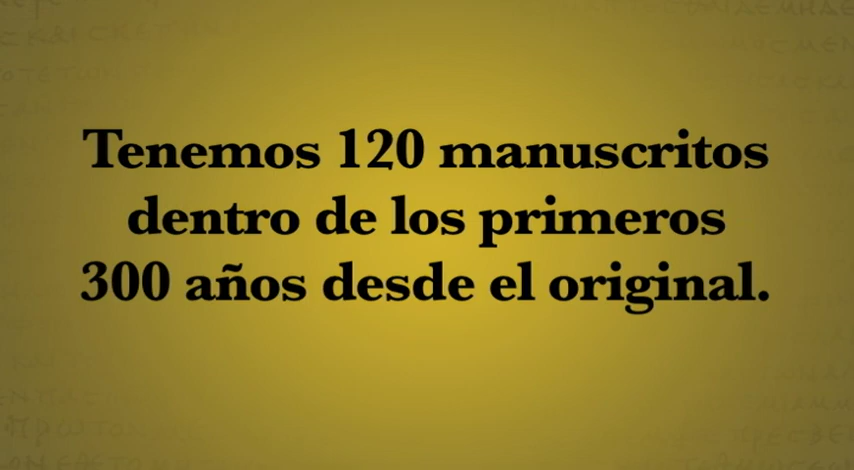 Tenemos 120 manuscritos
dentro de los primeros
300 años desde el original.